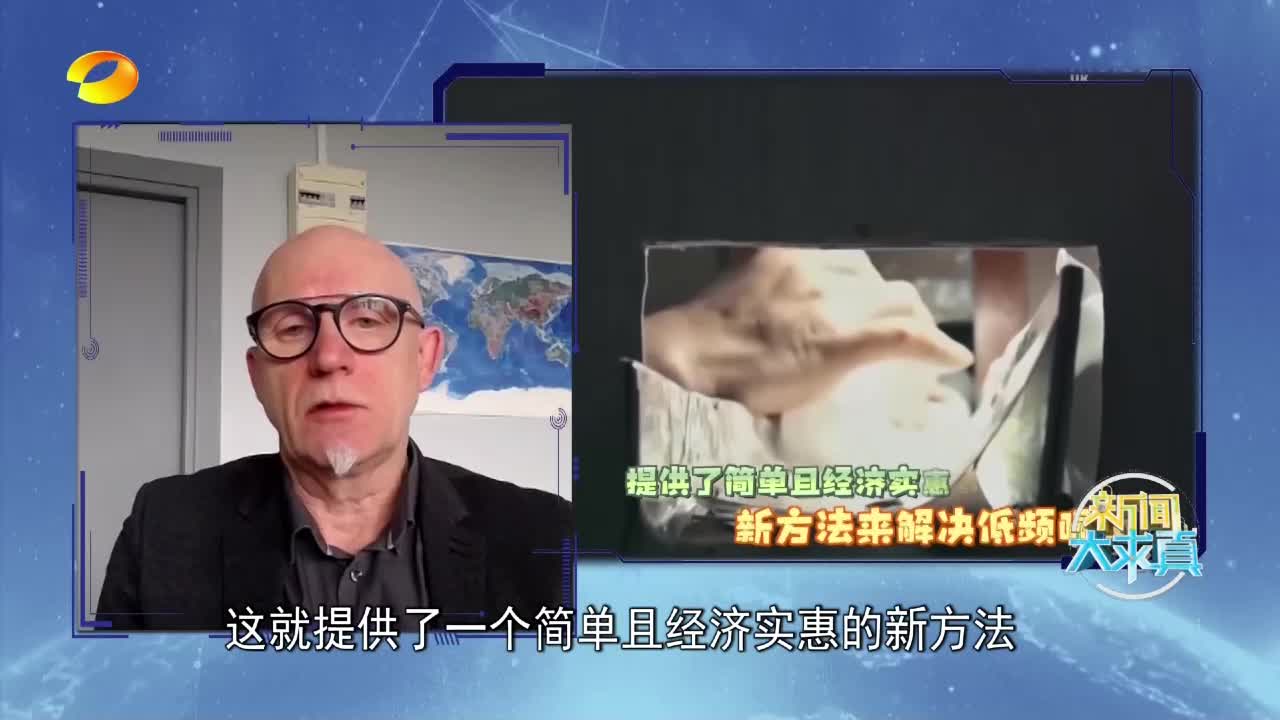 提供了简单且经济实惠
新方法来解决低频
新闻
大求真
这就提供了一个简单且经济实惠的新方法